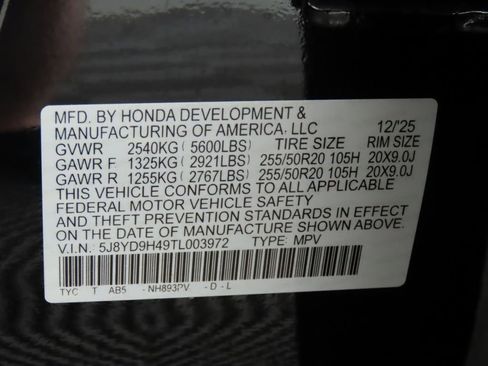 MFD. BY HONDA DEVELOPMENT &
MANUFACTURING OF AMERICA, LLC 12/'25
GVWR 2540KG ( 5600LBS) TIRE SIZE RIM SIZE
GAWR F 1325KG ( 2921LBS) 255/50R20 105H 20X9.0J
GAWR R 1255KG ( 2767LBS) 255/50R20 105H 20X9.0J
THIS VEHICLE CONFORMS TO ALL APPLICABLE
FEDERAL MOTOR VEHICLE SAFETY
AND THEFT PREVENTION STANDARDS IN EFFECT
ON THE DATE OF MANUFACTURE SHOWN ABOVE.
V.I.N.: 5J8YD9H49TL003972 TYPE: MPV
TYC T AB5 - NH893PV - D - L